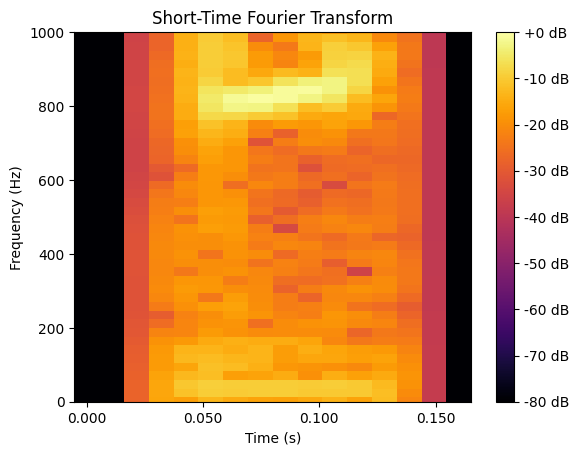 Short-Time Fourier Transform
1000
800
600
400
200
0
Frequency (Hz)
0.000
0.050
0.100
0.150
Time (s)
+0 dB
-10 dB
-20 dB
-30 dB
-40 dB
-50 dB
-60 dB
-70 dB
-80 dB